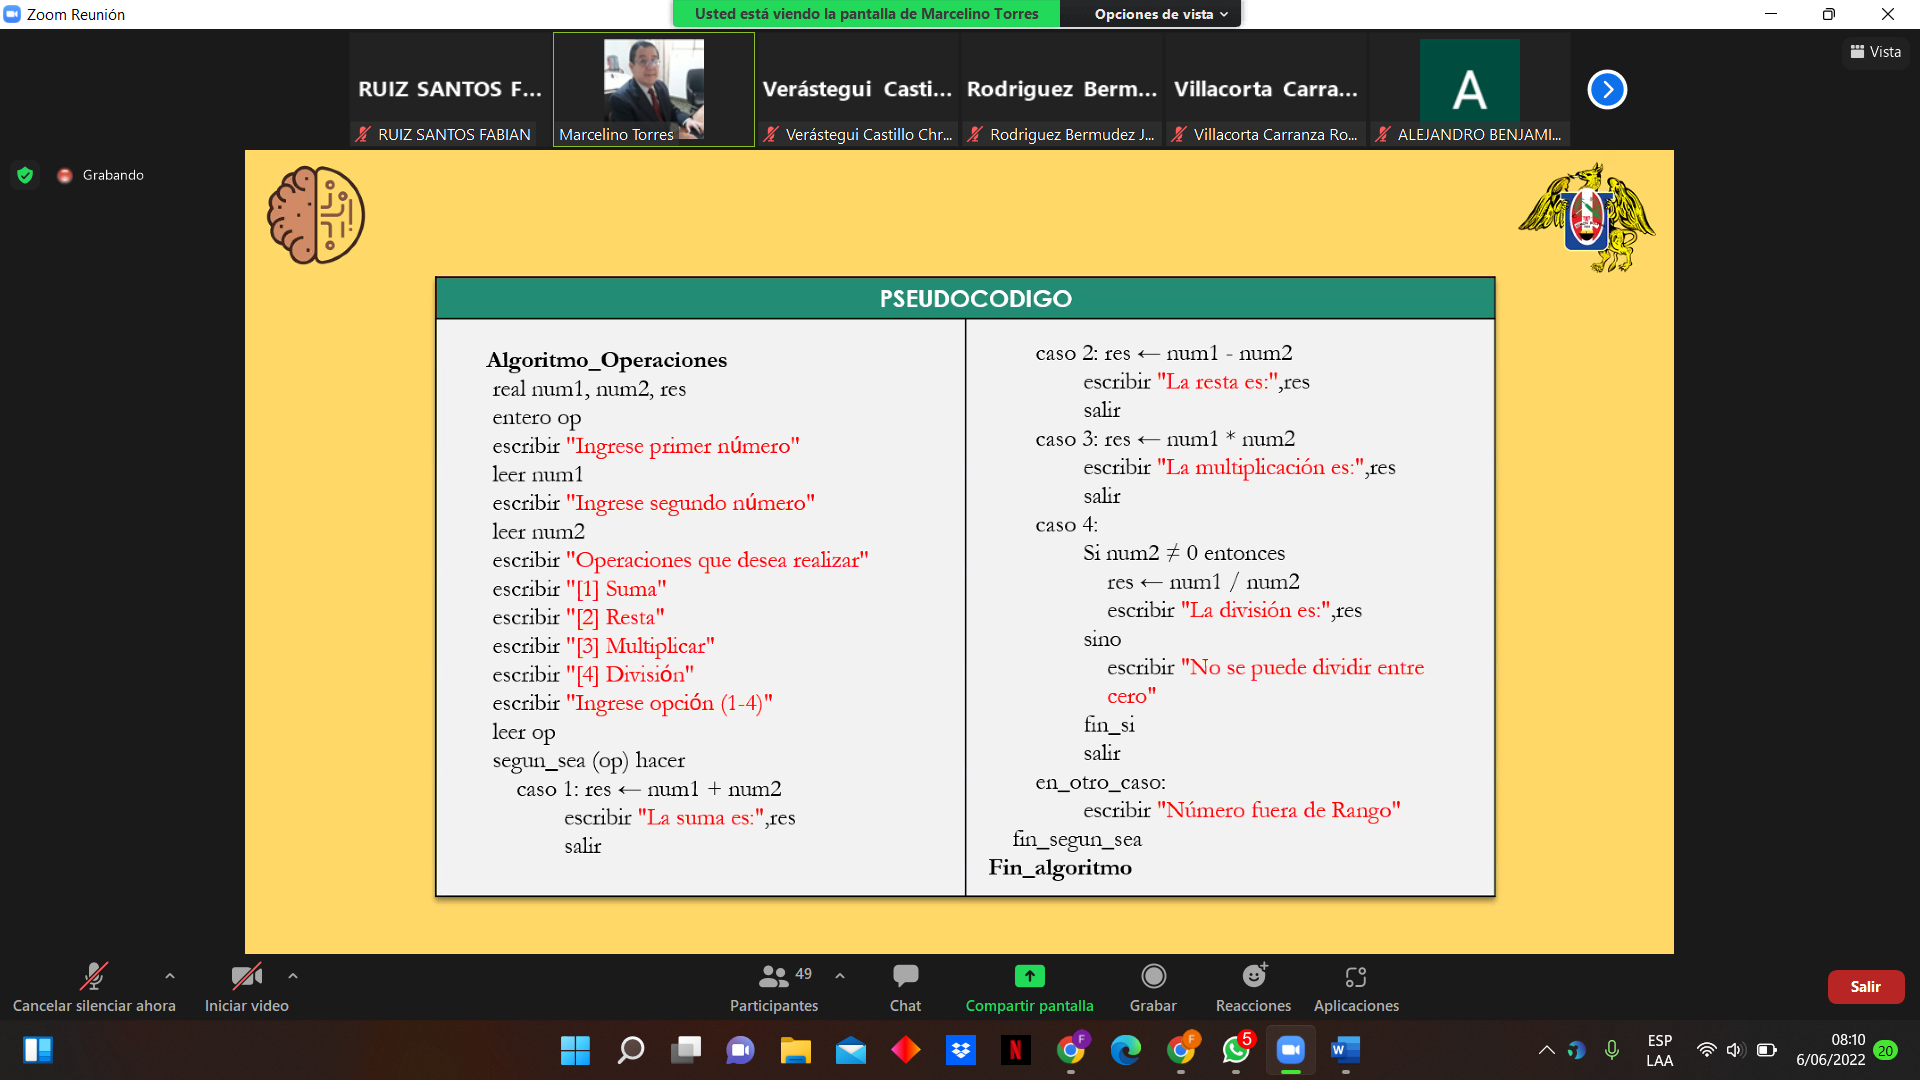 Zoom Reunión
Usted está viendo la pantalla de Marcelino Torres
Opciones de vista
Vista
RUIZ SANTOS F...
Verástegui Casti...
Rodriguez Berm...
Villacorta Carra...
A
RUIZ SANTOS FABIAN
Marcelino Torres
Verástegui Castillo Chr...
Rodriguez Bermudez J...
Villacorta Carranza Ro...
ALEJANDRO BENJAMI...
Grabando
PSEUDOCODIGO
Algoritmo_Operaciones
real num1, num2, res
entero op
escribir "Ingrese primer número"
leer num1
escribir "Ingrese segundo número"
leer num2
escribir "Operaciones que desea realizar"
escribir "[1] Suma"
escribir "[2] Resta"
escribir "[3] Multiplicar"
escribir "[4] División"
escribir "Ingrese opción (1-4)"
leer op
segun_sea (op) hacer
caso 1: res ← num1 + num2
escribir "La suma es:",res
salir
caso 2: res ← num1 - num2
escribir "La resta es:",res
salir
caso 3: res ← num1 * num2
escribir "La multiplicación es:",res
salir
caso 4:
Si num2 ≠ 0 entonces
res ← num1 / num2
escribir "La división es:",res
sino
escribir "No se puede dividir entre
cero"
fin_si
salir
en_otro_caso:
escribir "Número fuera de Rango"
fin_segun_sea
Fin_algoritmo
Cancelar silenciar ahora
Iniciar video
49
Participantes
Chat
Compartir pantalla
Grabar
Reacciones
Aplicaciones
Salir
N
F
F
5
W
ESP
LAA
08:10
6/06/2022
20